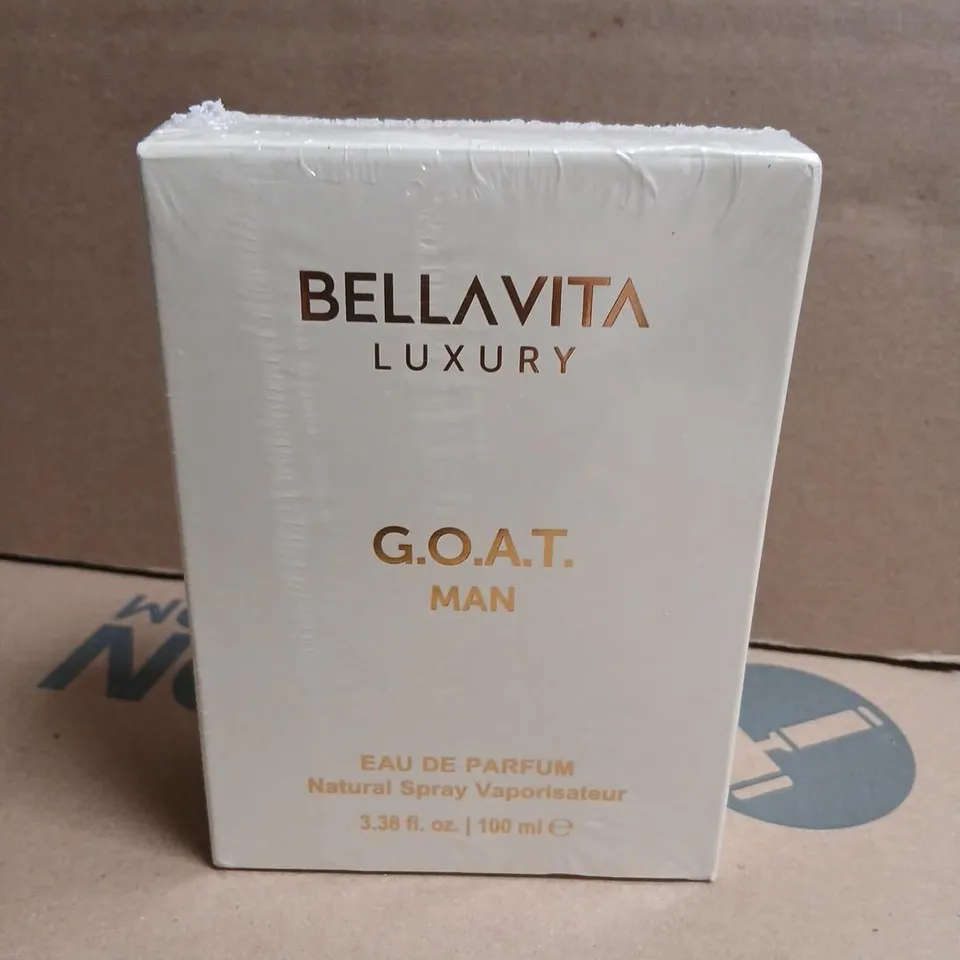 BELLAVITA
LUXURY
G.O.A.T.
MAN
EAU DE PARFUM
Natural Spray Vaporisateur
3.38 fl. oz. | 100 ml ℮